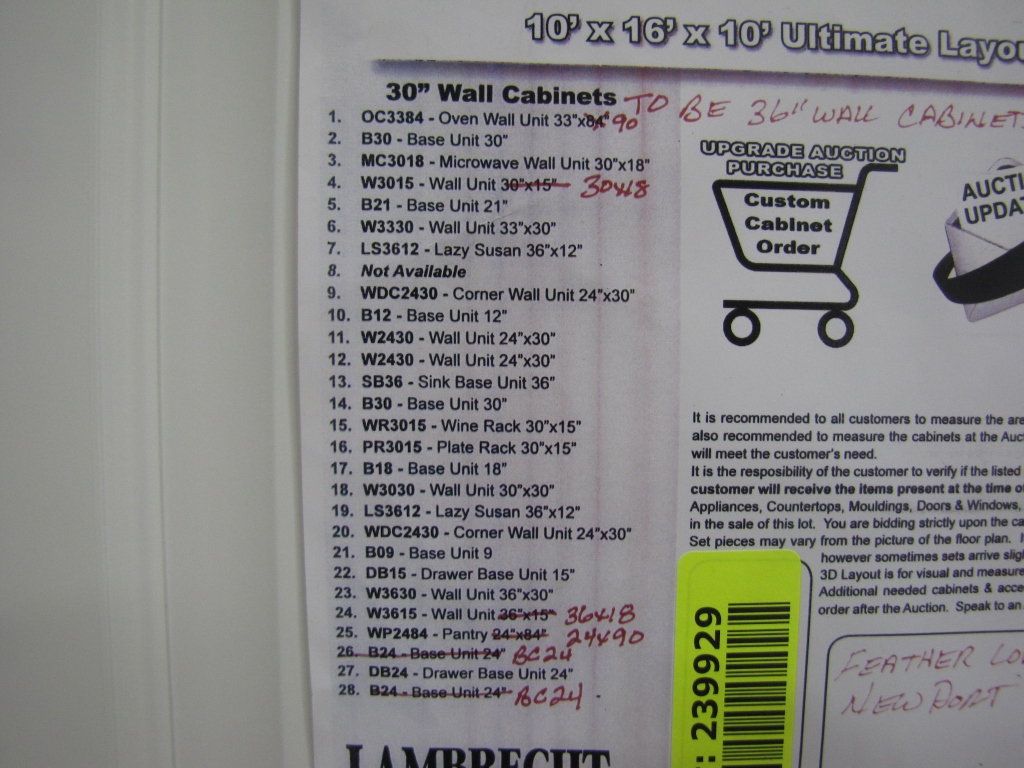 10' x 16' x 10' Ultimate
30" Wall Cabinets TO BE 36" WALL CABINET
1. OC3384 - Oven Wall Unit 33"x84" 90
2. B30 - Base Unit 30"
3. MC3018 - Microwave Wall Unit 30"x18"
4. W3015 - Wall Unit 30"x15" 30x18
5. B21 - Base Unit 21"
6. W3330 - Wall Unit 33"x30"
7. LS3612 - Lazy Susan 36"x12"
8. Not Available
9. WDC2430 - Corner Wall Unit 24"x30"
10. B12 - Base Unit 12"
11. W2430 - Wall Unit 24"x30"
12. W2430 - Wall Unit 24"x30"
13. SB36 - Sink Base Unit 36"
14. B30 - Base Unit 30"
15. WR3015 - Wine Rack 30"x15"
16. PR3015 - Plate Rack 30"x15"
17. B18 - Base Unit 18"
18. W3030 - Wall Unit 30"x30"
19. LS3612 - Lazy Susan 36"x12"
20. WDC2430 - Corner Wall Unit 24"x30"
21. B09 - Base Unit 9
22. DB15 - Drawer Base Unit 15"
23. W3630 - Wall Unit 36"x30"
24. W3615 - Wall Unit 36"x15" 36x18
25. WP2484 - Pantry 24"x84" 24x90
26. B24 - Base Unit 24" BC24
27. DB24 - Drawer Base Unit 24"
28. B24 - Base Unit 24" BC24
LAMBRECHT
UPGRADE AUCTION
PURCHASE
Custom
Cabinet
Order
It is recommended to all customers to measure the
also recommended to measure the cabinets at the
will meet the customer's need.
It is the resposibility of the customer to verify if the listed
customer will receive the items present at the time
Appliances, Countertops, Mouldings, Doors & Windows,
in the sale of this lot. You are bidding strictly upon the
Set pieces may vary from the picture of the floor plan.
however sometimes sets arrive
3D Layout is for visual and
Additional needed cabinets &
order after the Auction. Speak to an
2399929
FEATHER
NEWPORT